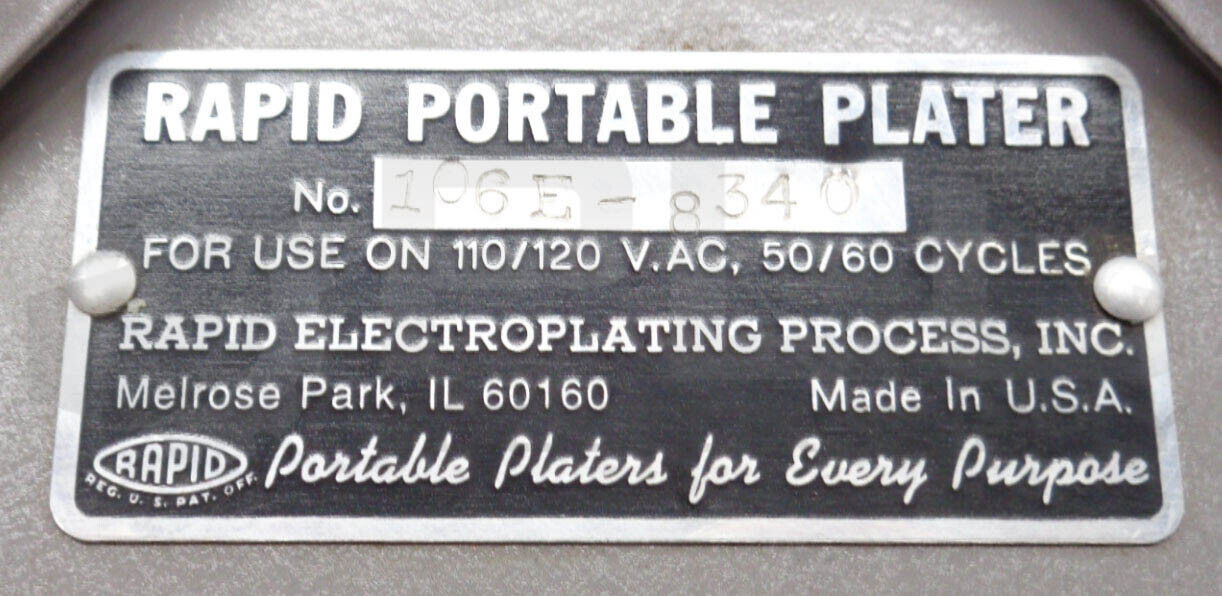 RAPID PORTABLE PLATER
No. 106E-8340
FOR USE ON 110/120 V.AC, 50/60 CYCLES
RAPID ELECTROPLATING PROCESS, INC.
Melrose Park, IL 60160 Made In U.S.A.
RAPID Portable Platers for Every Purpose
REG. U. S. PAT. OFF.